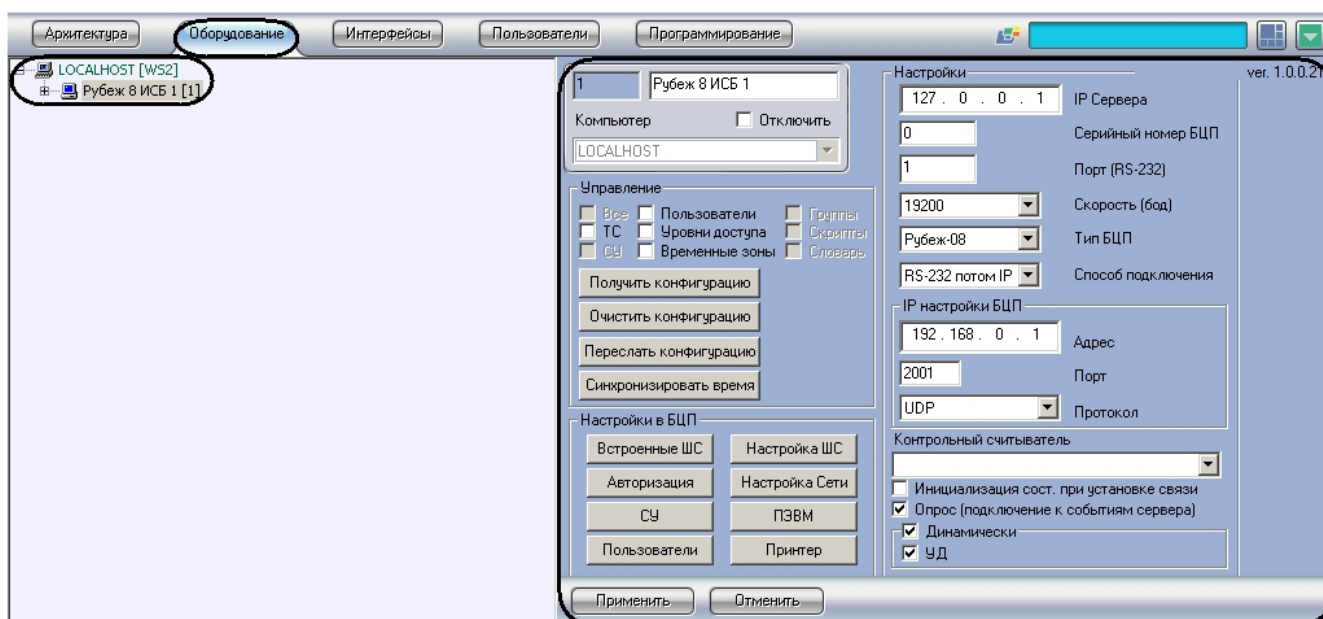 Архитектура Оборудование Интерфейсы Пользователи Программирование
LOCALHOST [WS2]
Рубеж 8 ИСБ 1 [1]
1 Рубеж 8 ИСБ 1
Компьютер Отключить
LOCALHOST
Управление
Все Пользователи Группы
ТС Уровни доступа Скрипты
СУ Временные зоны Словарь
Получить конфигурацию
Очистить конфигурацию
Переслать конфигурацию
Синхронизировать время
Настройки в БЦП
Встроенные ШС Настройка ШС
Авторизация Настройка Сети
СУ ПЭВМ
Пользователи Принтер
Настройки
ver. 1.0.0.21
127 . 0 . 0 . 1 IP Сервера
0 Серийный номер БЦП
1 Порт (RS-232)
19200 Скорость (бод)
Рубеж-08 Тип БЦП
RS-232 потом IP Способ подключения
IP настройки БЦП
192 . 168 . 0 . 1 Адрес
2001 Порт
UDP Протокол
Контрольный считыватель
Инициализация сост. при установке связи
Опрос (подключение к событиям сервера)
Динамически
УД
Применить Отменить